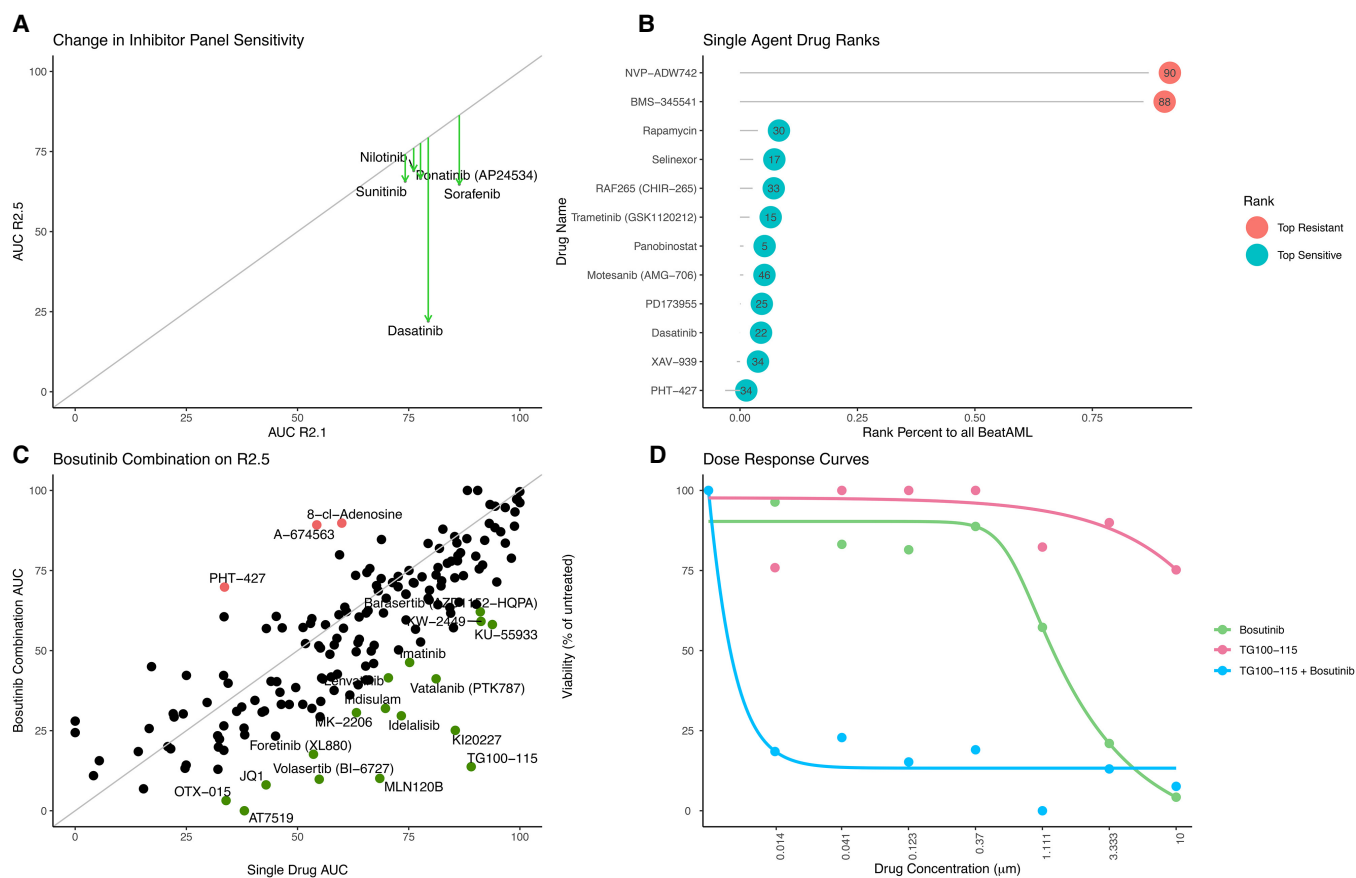 A
Change in Inhibitor Panel Sensitivity
AUC R2.5
100
75
50
25
0
Nilotinib
Ponatinib (AP24534)
Sunitinib
Sorafenib
Dasatinib
0
25
50
75
100
AUC R2.1
B
Single Agent Drug Ranks
Drug Name
NVP−ADW742
90
BMS−345541
88
Rapamycin
30
Selinexor
17
RAF265 (CHIR−265)
33
Trametinib (GSK1120212)
15
Panobinostat
5
Motesanib (AMG−706)
46
PD173955
25
Dasatinib
22
XAV−939
34
PHT−427
34
0.00
0.25
0.50
0.75
Rank Percent to all BeatAML
Rank
Top Resistant
Top Sensitive
C
Bosutinib Combination on R2.5
Bosutinib Combination AUC
100
75
50
25
0
8−cl−Adenosine
A−674563
PHT−427
Barasertib (AZD1152−HQPA)
KW−2449
KU−55933
Imatinib
Lenvatinib
Vatalanib (PTK787)
Indisulam
MK−2206
Idelalisib
KI20227
Foretinib (XL880)
TG100−115
Volasertib (BI−6727)
JQ1
MLN120B
OTX−015
AT7519
0
25
50
75
100
Single Drug AUC
D
Dose Response Curves
Viability (% of untreated)
100
75
50
25
0
0.014
0.041
0.123
0.37
1.111
3.333
10
Drug Concentration (μm)
Bosutinib
TG100−115
TG100−115 + Bosutinib